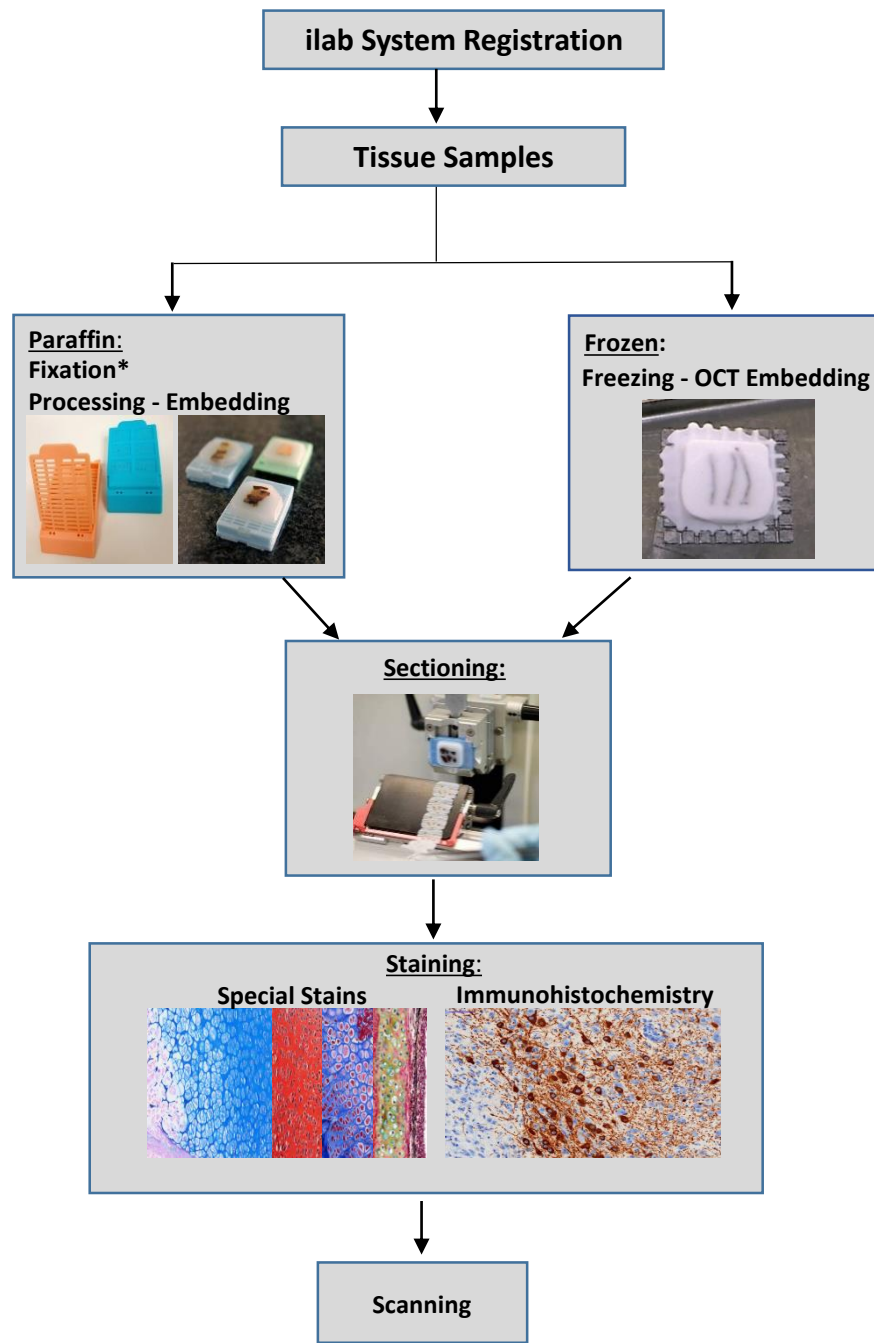 ilab System Registration
Tissue Samples
Paraffin:
Fixation*
Processing - Embedding
Frozen:
Freezing - OCT Embedding
Sectioning:
Staining:
Special Stains
Immunohistochemistry
Scanning